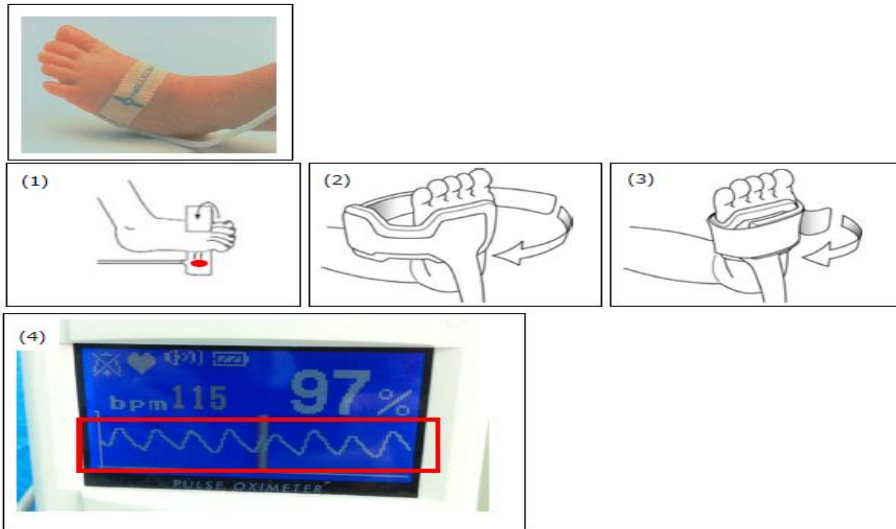 (1)
(2)
(3)
(4)
97%
bpm115
PULSE OXIMETER